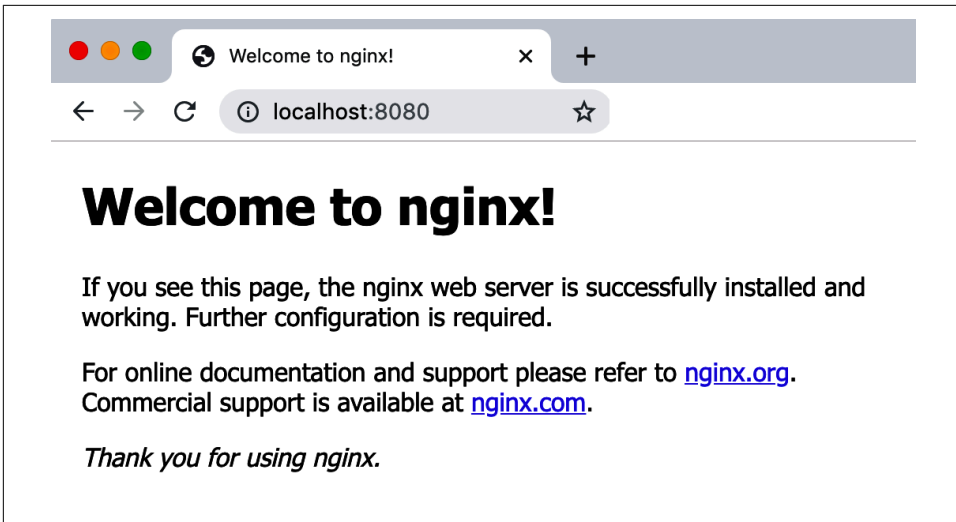 Welcome to nginx!
localhost:8080
Welcome to nginx!
If you see this page, the nginx web server is successfully installed and
working. Further configuration is required.
For online documentation and support please refer to nginx.org.
Commercial support is available at nginx.com.
Thank you for using nginx.